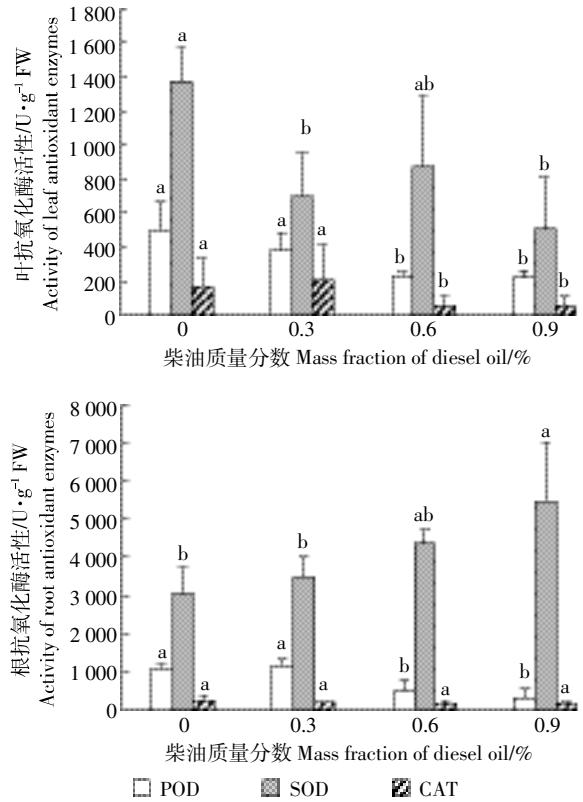 叶抗氧化酶活性/U·g⁻¹ FW
Activity of leaf antioxidant enzymes
1 800
1 600
1 400
1 200
1 000
800
600
400
200
0
a
a
a
a
b
a
b
ab
b
b
b
b
0
0.3
0.6
0.9
柴油质量分数 Mass fraction of diesel oil/%
根抗氧化酶活性/U·g⁻¹ FW
Activity of root antioxidant enzymes
8 000
7 000
6 000
5 000
4 000
3 000
2 000
1 000
0
a
b
a
a
b
a
b
ab
a
b
a
a
0
0.3
0.6
0.9
柴油质量分数 Mass fraction of diesel oil/%
POD
SOD
CAT